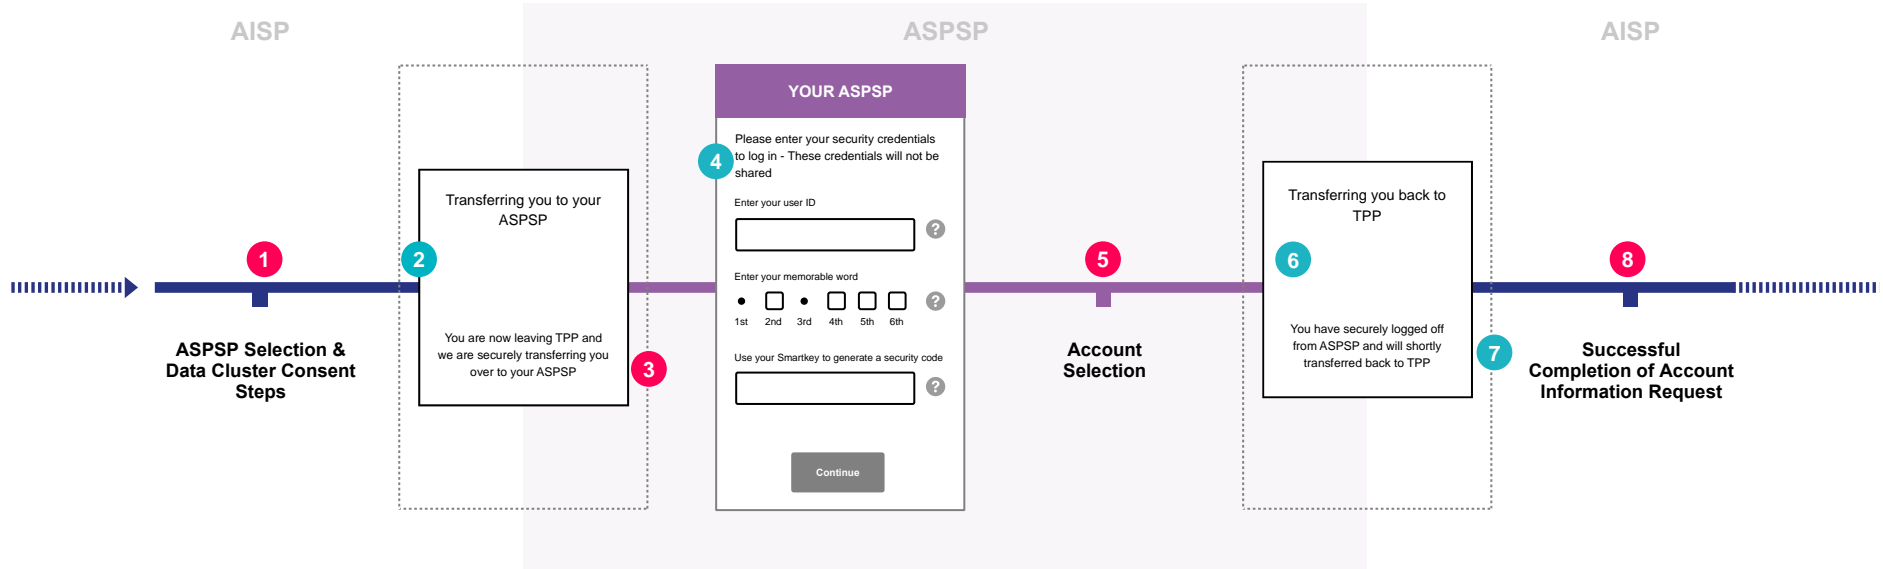 AISP
ASPSP
AISP
1
ASPSP Selection &
Data Cluster Consent
Steps
2
Transferring you to your
ASPSP
You are now leaving TPP and
we are securely transferring you
over to your ASPSP
3
YOUR ASPSP
4
Please enter your security credentials
to log in - These credentials will not be
shared
Enter your user ID
?
Enter your memorable word
?
1st 2nd 3rd 4th 5th 6th
Use your Smartkey to generate a security code
?
Continue
5
Account
Selection
6
Transferring you back to
TPP
You have securely logged off
from ASPSP and will shortly
transferred back to TPP
7
8
Successful
Completion of Account
Information Request